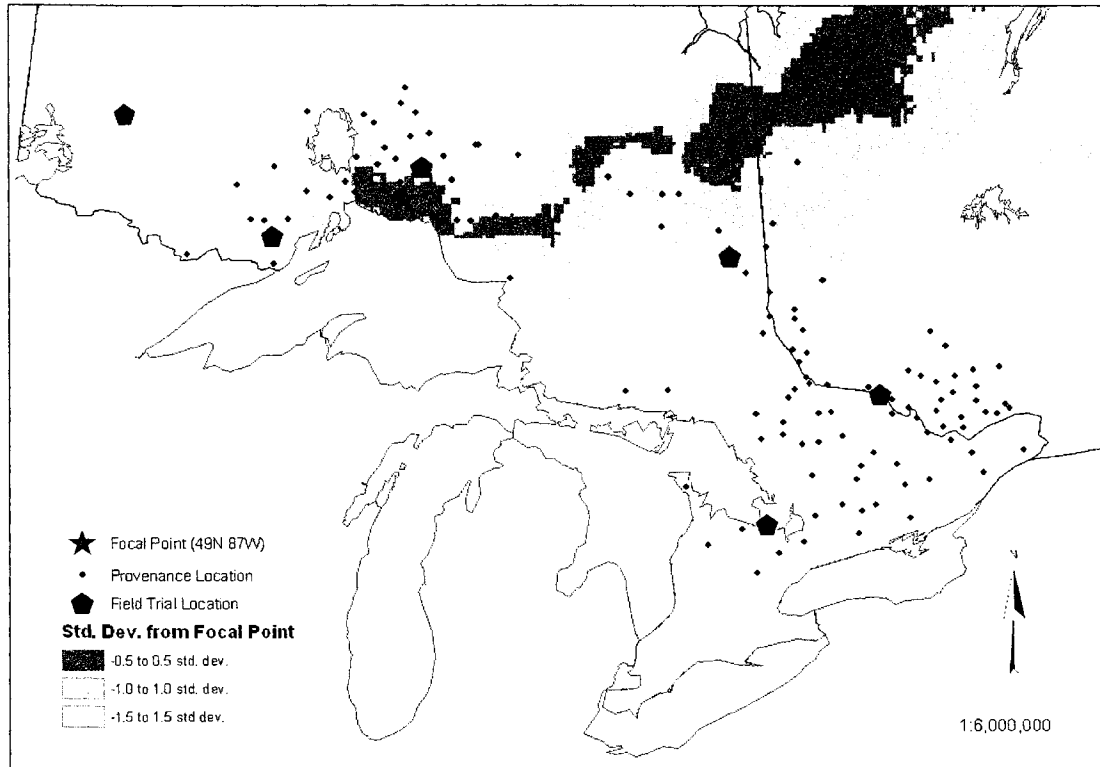 Focal Point (49N 87W)
Provenance Location
Field Trial Location
Std. Dev. from Focal Point
-0.5 to 0.5 std. dev.
-1.0 to 1.0 std. dev.
-1.5 to 1.5 std dev.
1:6,000,000